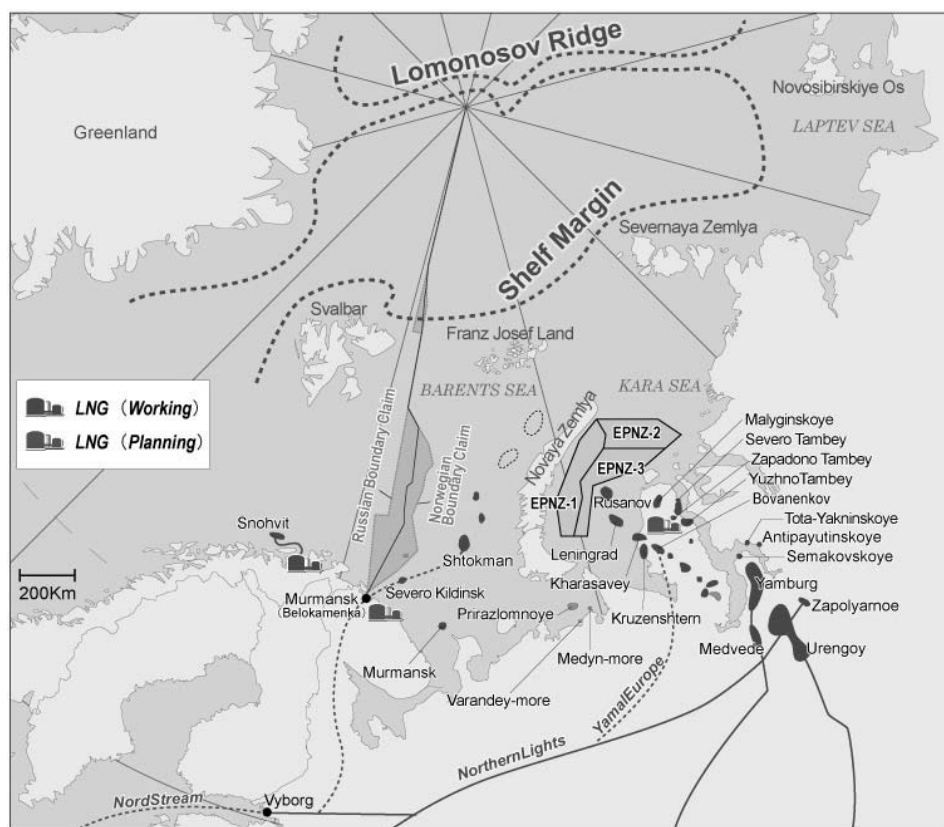 Lomonosov Ridge
Novosibirskiye Os
LAPTEV SEA
Greenland
Severnaya Zemlya
Shelf Margin
Svalbar
Franz Josef Land
BARENTS SEA
KARA SEA
LNG (Working)
LNG (Planning)
Russian Boundary Claim
Norwegian
Boundary Claim
Novaya Zemlya
EPNZ-2
EPNZ-3
EPNZ-1
Rusanov
Malyginskoye
Severo Tambey
Zapadono Tambey
YuzhnoTambey
Bovanenkov
Tota-Yakninskoye
Antipayutinskoye
Semakovskoye
Snohvit
Shtokman
Leningrad
Kharasavey
Yamburg
200Km
Murmansk
(Belokamenka)
Severo Kildinsk
Prirazlomnoye
Kruzenshtern
Zapolyarnoe
Medvede
Urengoy
Murmansk
Medyn-more
Varandey-more
YamalEurope
NorthernLights
NordStream
Vyborg